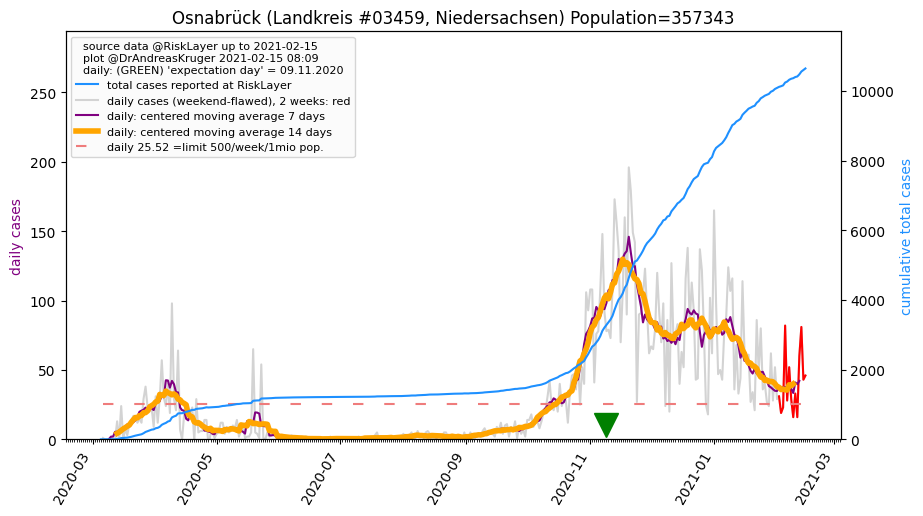 Osnabrück (Landkreis #03459, Niedersachsen) Population=357343
source data @RiskLayer up to 2021-02-15
plot @DrAndreasKruger 2021-02-15 08:09
daily: (GREEN) 'expectation day' = 09.11.2020
total cases reported at RiskLayer
daily cases (weekend-flawed), 2 weeks: red
daily: centered moving average 7 days
daily: centered moving average 14 days
daily 25.52 =limit 500/week/1mio pop.
daily cases
250
200
150
100
50
0
cumulative total cases
10000
8000
6000
4000
2000
0
2020-03
2020-05
2020-07
2020-09
2020-11
2021-01
2021-03